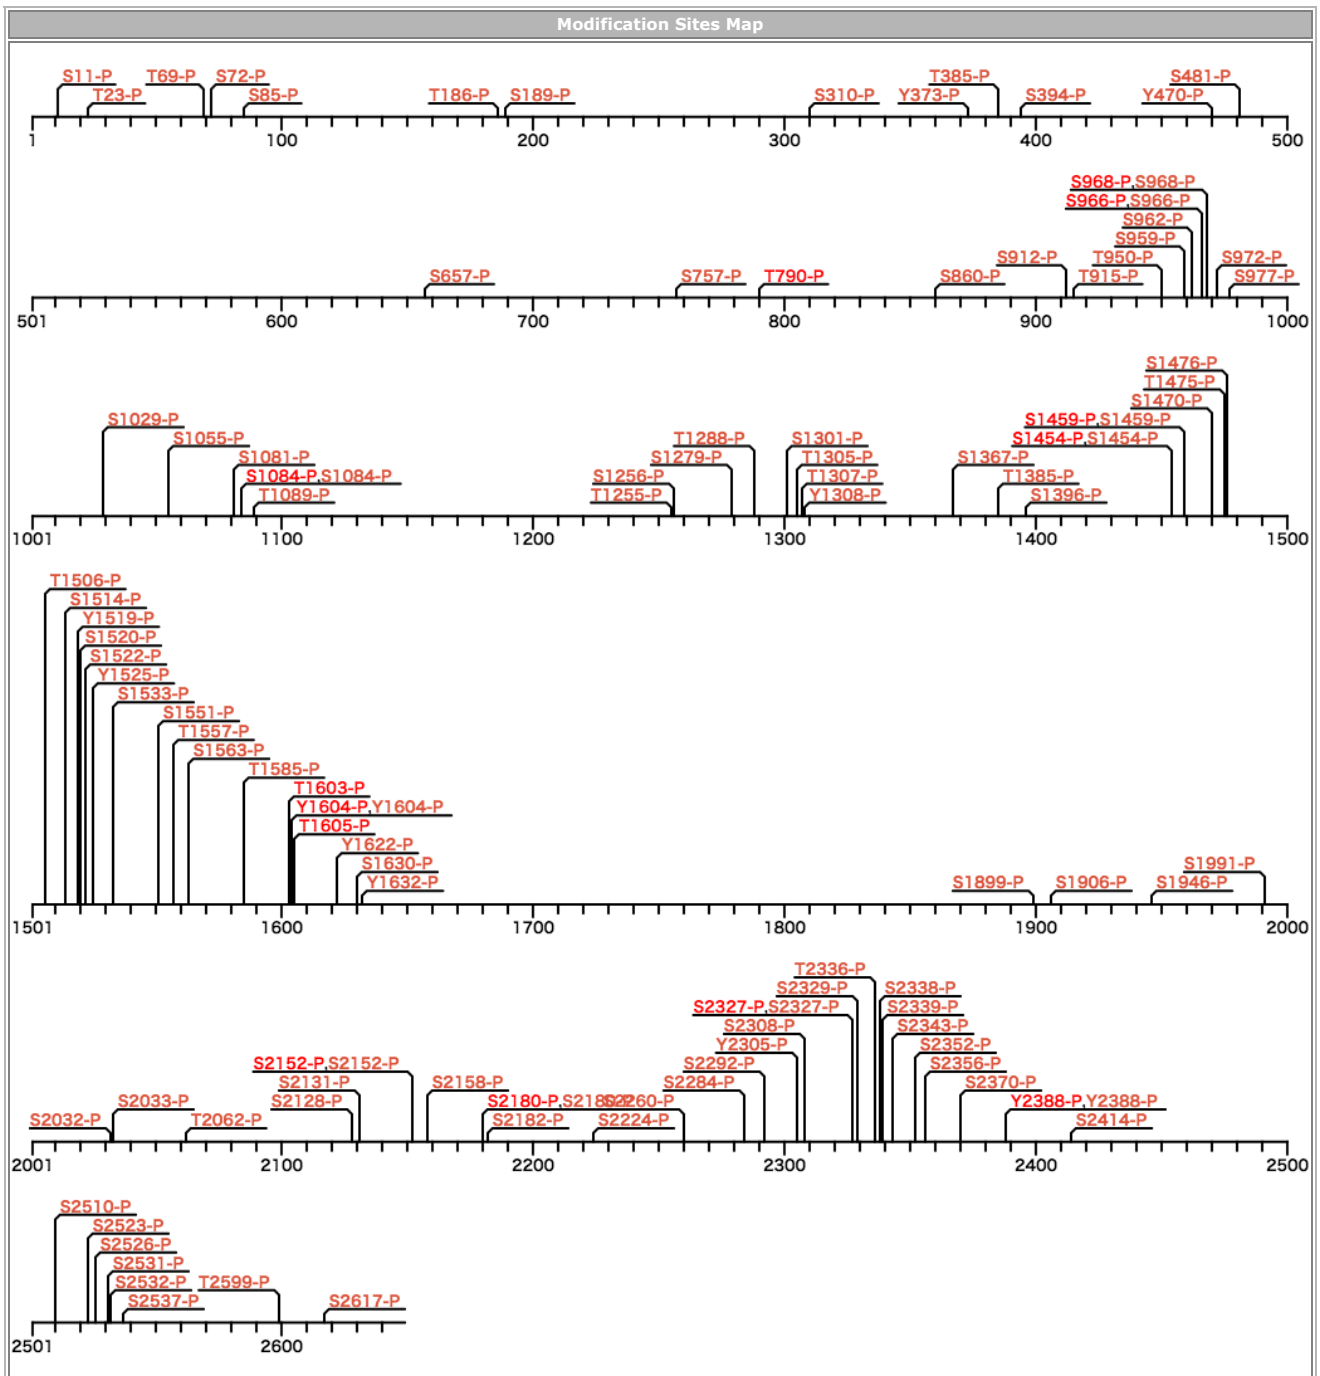 Modification Sites Map
S11-P T69-P S72-P T385-P S481-P
T23-P S85-P T186-P S189-P S310-P Y373-P S394-P Y470-P
1 100 200 300 400 500
S968-P,S968-P
S966-P,S966-P
S962-P
S959-P
S912-P T950-P S972-P
S657-P S757-P T790-P S860-P T915-P S977-P
501 600 700 800 900 1000
S1476-P
T1475-P
S1470-P
S1029-P S1459-P,S1459-P
S1055-P T1288-P S1301-P S1454-P,S1454-P
S1081-P S1279-P T1305-P S1367-P
S1084-P,S1084-P S1256-P T1307-P T1385-P
T1089-P T1255-P Y1308-P S1396-P
1001 1100 1200 1300 1400 1500
T1506-P
S1514-P
Y1519-P
S1520-P
S1522-P
Y1525-P
S1533-P
S1551-P
T1557-P
S1563-P
T1585-P
T1603-P
Y1604-P,Y1604-P
T1605-P
Y1622-P
S1630-P S1991-P
Y1632-P S1899-P S1906-P S1946-P
1501 1600 1700 1800 1900 2000
T2336-P
S2329-P S2338-P
S2327-P,S2327-P S2339-P
S2308-P S2343-P
Y2305-P S2352-P
S2152-P,S2152-P S2292-P S2356-P
S2131-P S2158-P S2284-P S2370-P
S2033-P S2128-P S2180-P,S2180-P S2260-P Y2388-P,Y2388-P
S2032-P T2062-P S2182-P S2224-P S2414-P
2001 2100 2200 2300 2400 2500
S2510-P
S2523-P
S2526-P
S2531-P
S2532-P T2599-P
S2537-P S2617-P
2501 2600